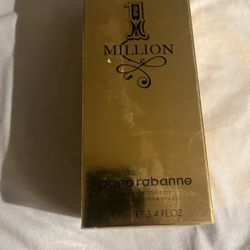 1
MILLION
paco rabanne
3.4 FL.OZ